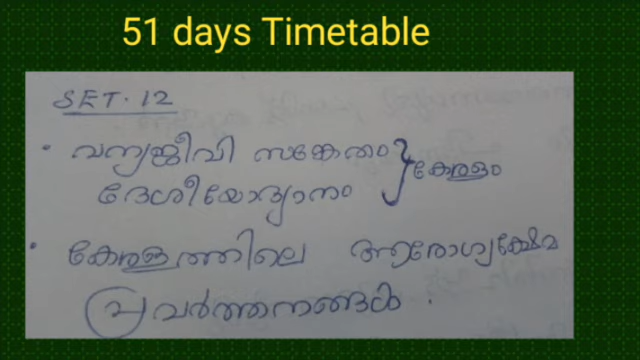 51 days Timetable
SET. 12
• വന്യജീവി സങ്കേതം } കേരളം
ദേശീയോദ്യാനം
• കേരളത്തിലെ ആരോഗ്യക്ഷേമ
പ്രവർത്തനങ്ങൾ .